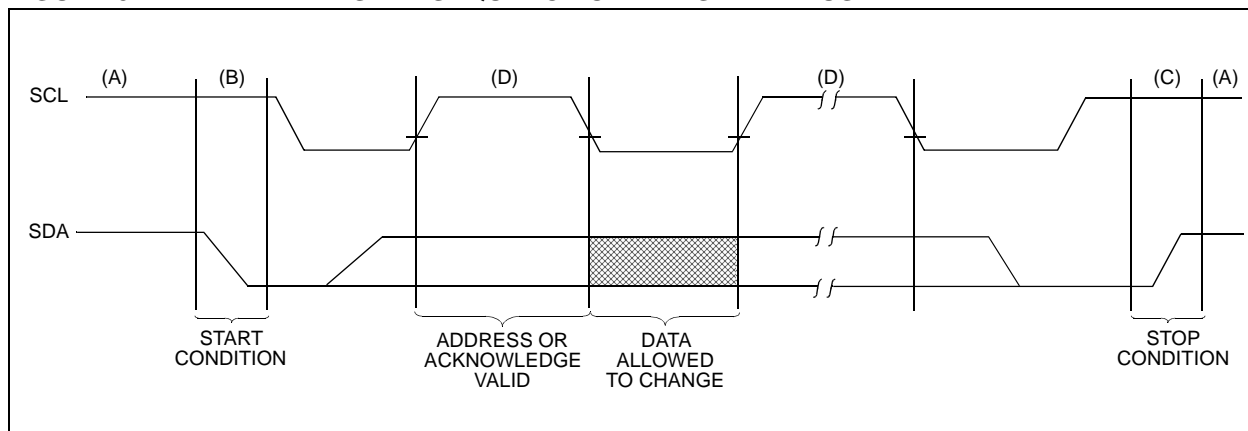 (A) (B) (D) (D) (C) (A)
SCL
SDA
START
CONDITION
ADDRESS OR
ACKNOWLEDGE
VALID
DATA
ALLOWED
TO CHANGE
STOP
CONDITION